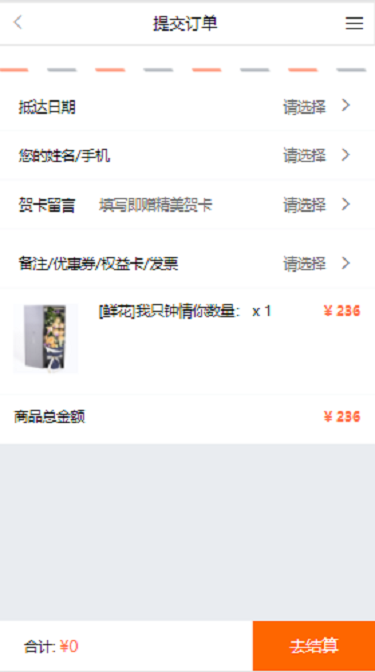 提交订单
抵达日期 请选择
您的姓名/手机 请选择
贺卡留言 填写即赠精美贺卡 请选择
备注/优惠券/权益卡/发票 请选择
[鲜花]我只钟情你数量: x 1 ¥ 236
商品总金额 ¥ 236
合计: ¥0 去结算